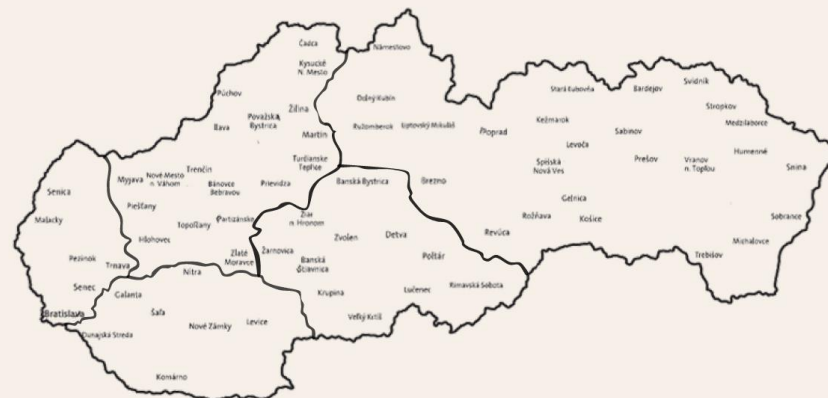 Čadca
Námestovo
Kysucké
N. Mesto
Púchov
Dolný Kubín
Stará Ľubovňa
Bardejov
Svidník
Stropkov
Považská
Bystrica
Žilina
Ilava
Martin
Ružomberok
Liptovský Mikuláš
Poprad
Kežmarok
Levoča
Sabinov
Medzilaborce
Humenné
Turčianske
Teplice
Spišská
Nová Ves
Prešov
Vranov
n. Topľou
Snina
Myjava
Nové Mesto
n. Váhom
Trenčín
Bánovce
Bebravou
Prievidza
Banská Bystrica
Brezno
Gelnica
Senica
Malacky
Piešťany
Partizánske
Topoľčany
Hlohovec
Žiar
n. Hronom
Zvolen
Detva
Rožňava
Košice
Revúca
Sobrance
Michalovce
Trebišov
Pezinok
Trnava
Zlaté
Moravce
Žarnovica
Banská
Štiavnica
Poltár
Nitra
Senec
Galanta
Krupina
Lučenec
Rimavská Sobota
Bratislava
Šaľa
Nové Zámky
Levice
Veľký Krtíš
Dunajská Streda
Komárno